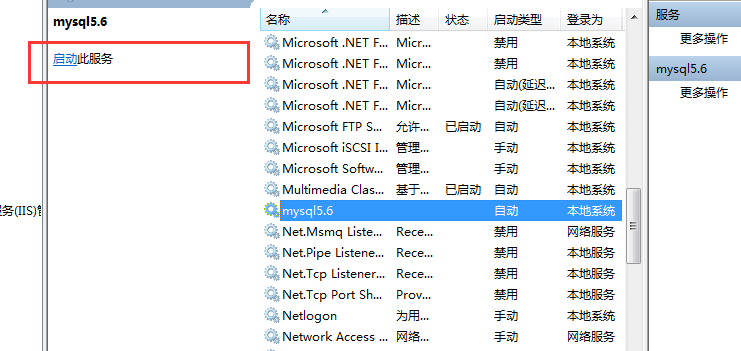 mysql5.6
启动此服务
服务(IIS)管
名称 描述 状态 启动类型 登录为
Microsoft .NET F... Micr... 禁用 本地系统
Microsoft .NET F... Micr... 禁用 本地系统
Microsoft .NET F... Micr... 自动(延迟... 本地系统
Microsoft .NET F... Micr... 自动(延迟... 本地系统
Microsoft FTP S... 允许... 已启动 自动 本地系统
Microsoft iSCSI I... 管理... 手动 本地系统
Microsoft Softw... 管理... 手动 本地系统
Multimedia Clas... 基于... 已启动 自动 本地系统
mysql5.6 自动 本地系统
Net.Msmq Liste... Rece... 禁用 网络服务
Net.Pipe Listene... Rece... 禁用 本地服务
Net.Tcp Listener... Rece... 禁用 本地服务
Net.Tcp Port Sh... Prov... 禁用 本地服务
Netlogon 为用... 手动 本地系统
Network Access ... 网络... 手动 网络服务
服务
更多操作
mysql5.6
更多操作